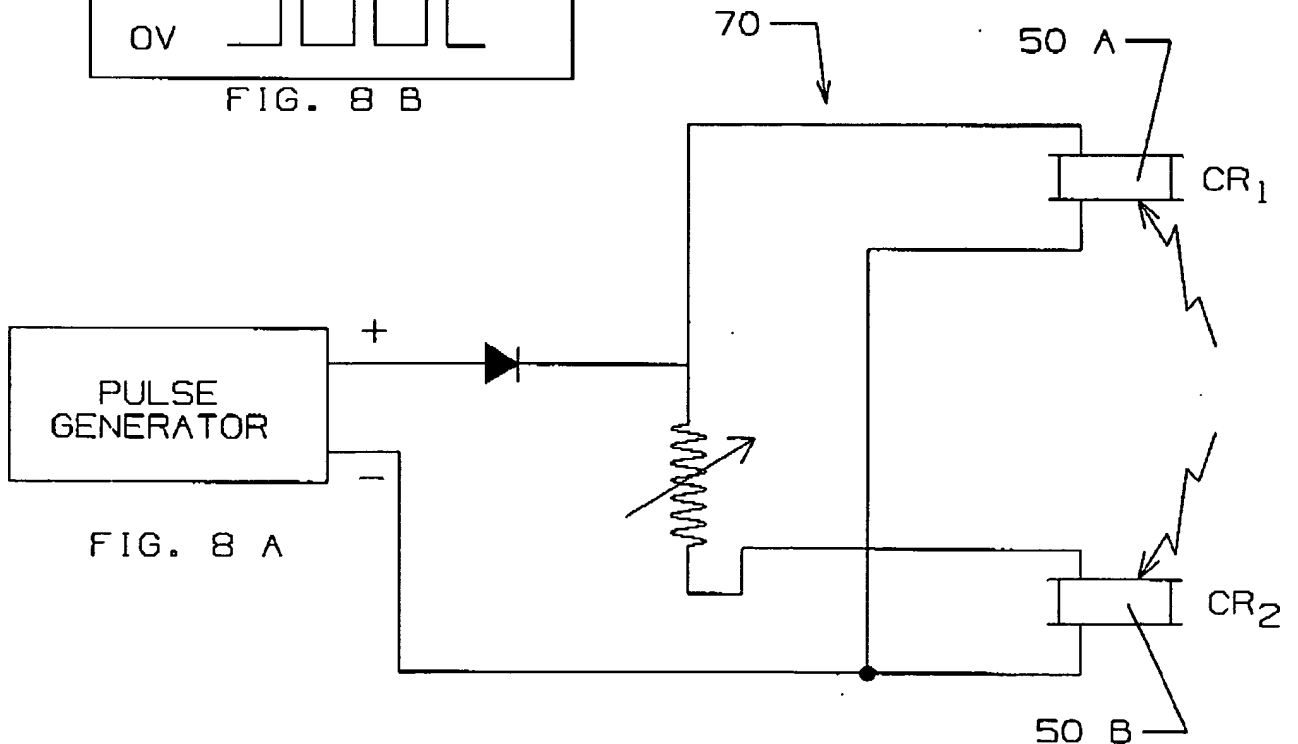 0V
FIG. 8 B
70
50 A
CR1
+
PULSE
GENERATOR
−
FIG. 8 A
CR2
50 B